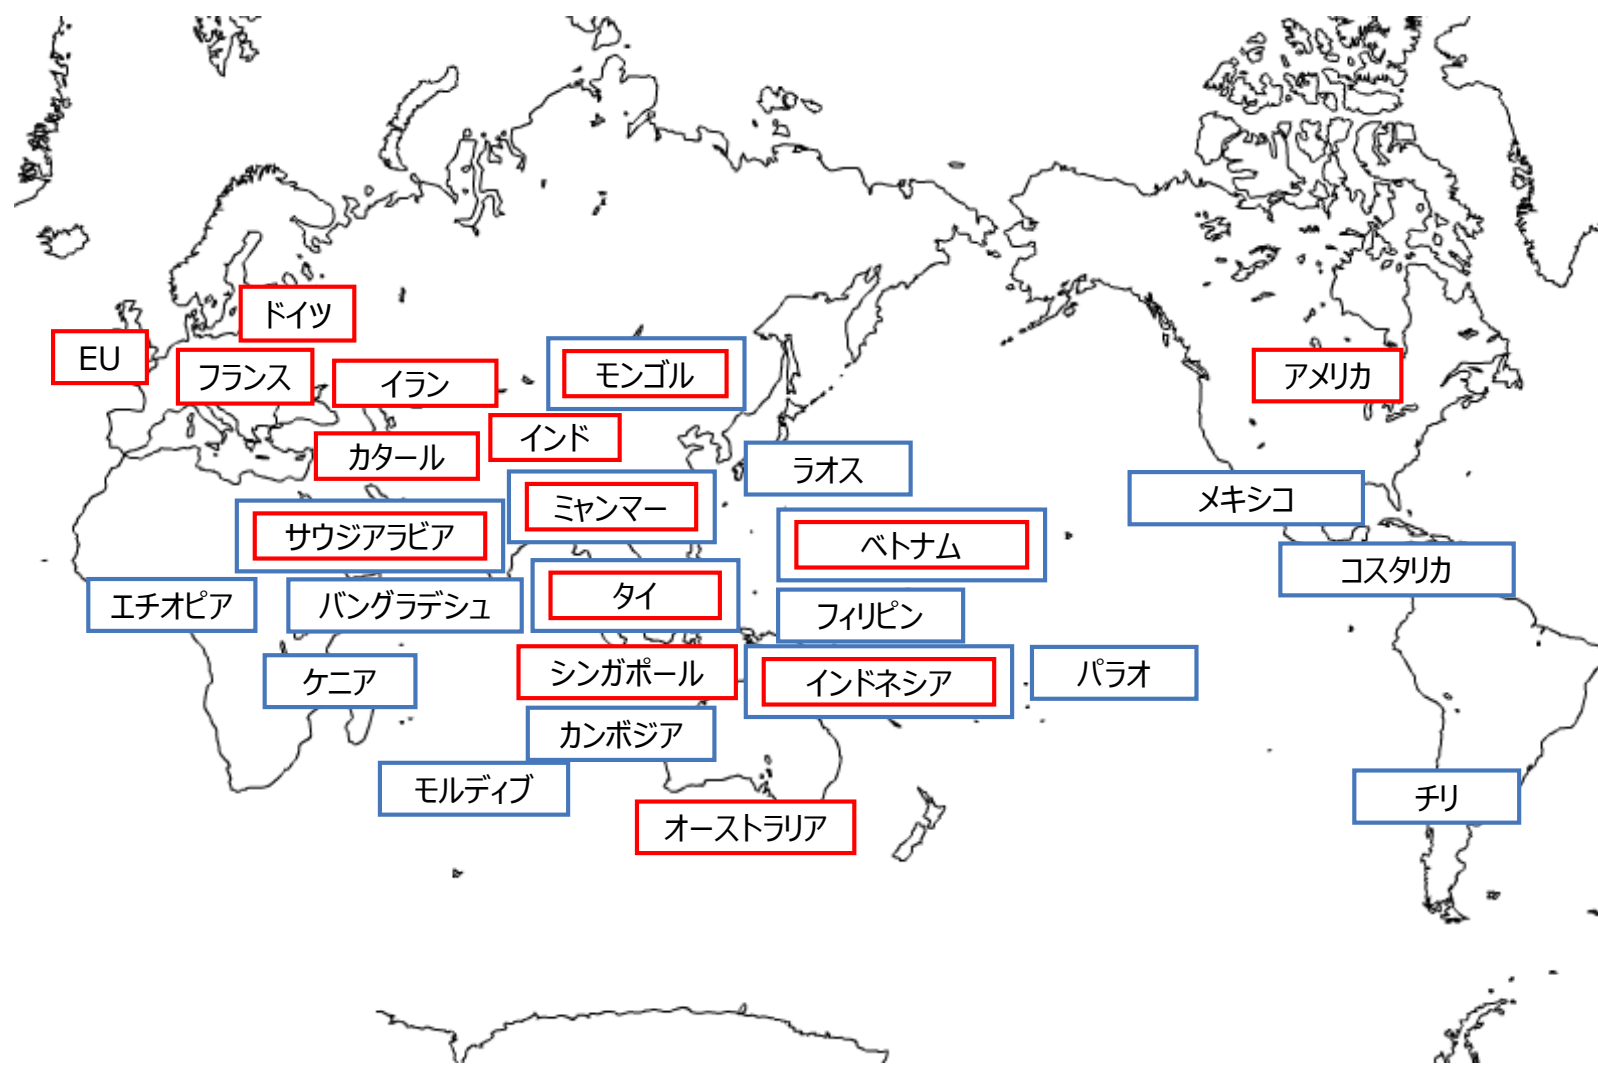 ドイツ
EU
フランス
イラン
モンゴル
アメリカ
カタール
インド
ラオス
メキシコ
サウジアラビア
ミャンマー
ベトナム
コスタリカ
エチオピア
バングラデシュ
タイ
フィリピン
ケニア
シンガポール
インドネシア
パラオ
カンボジア
モルディブ
チリ
オーストラリア